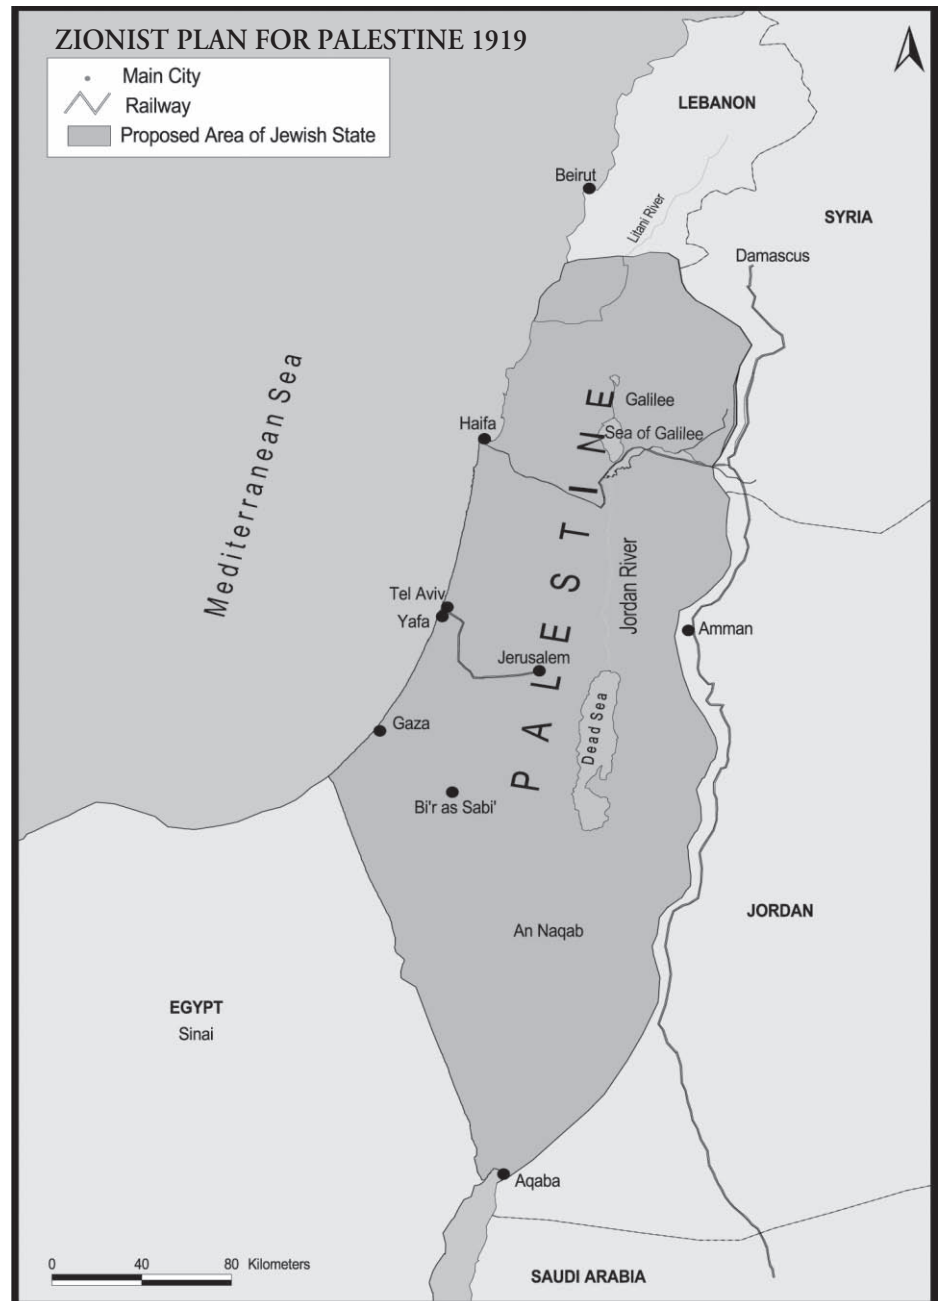 ZIONIST PLAN FOR PALESTINE 1919
Main City
Railway
Proposed Area of Jewish State
LEBANON
Beirut
Litani River
SYRIA
Damascus
Mediterranean Sea
Galilee
Haifa
Sea of Galilee
PALESTINE
Jordan River
Tel Aviv
Yafa
Amman
Jerusalem
Dead Sea
Gaza
Bi'r as Sabi'
An Naqab
JORDAN
EGYPT
Sinai
Aqaba
0 40 80 Kilometers
SAUDI ARABIA